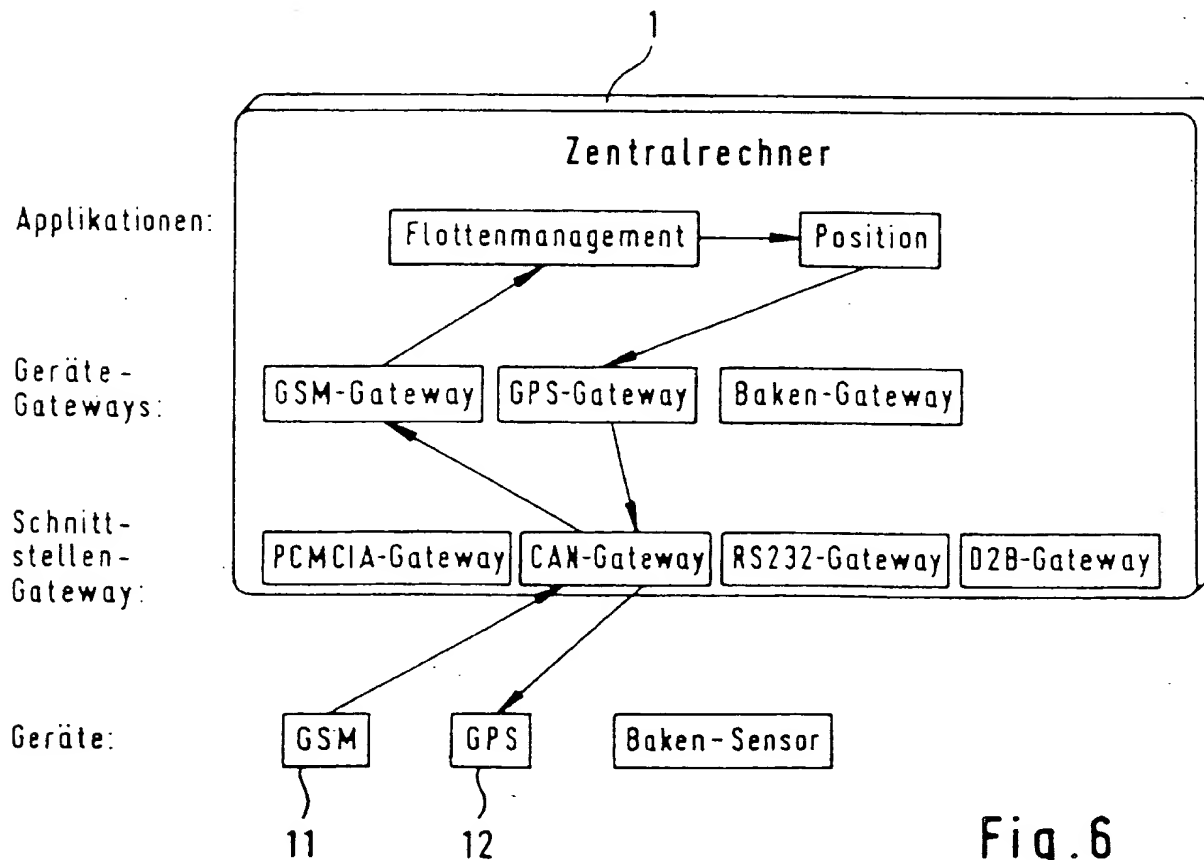 1
Zentralrechner
Applikationen:
Flottenmanagement
Position
Geräte-
Gateways:
GSM-Gateway
GPS-Gateway
Baken-Gateway
Schnitt-
stellen-
Gateway:
PCMCIA-Gateway
CAN-Gateway
RS232-Gateway
D2B-Gateway
Geräte:
GSM
GPS
Baken-Sensor
11
12
Fig.6